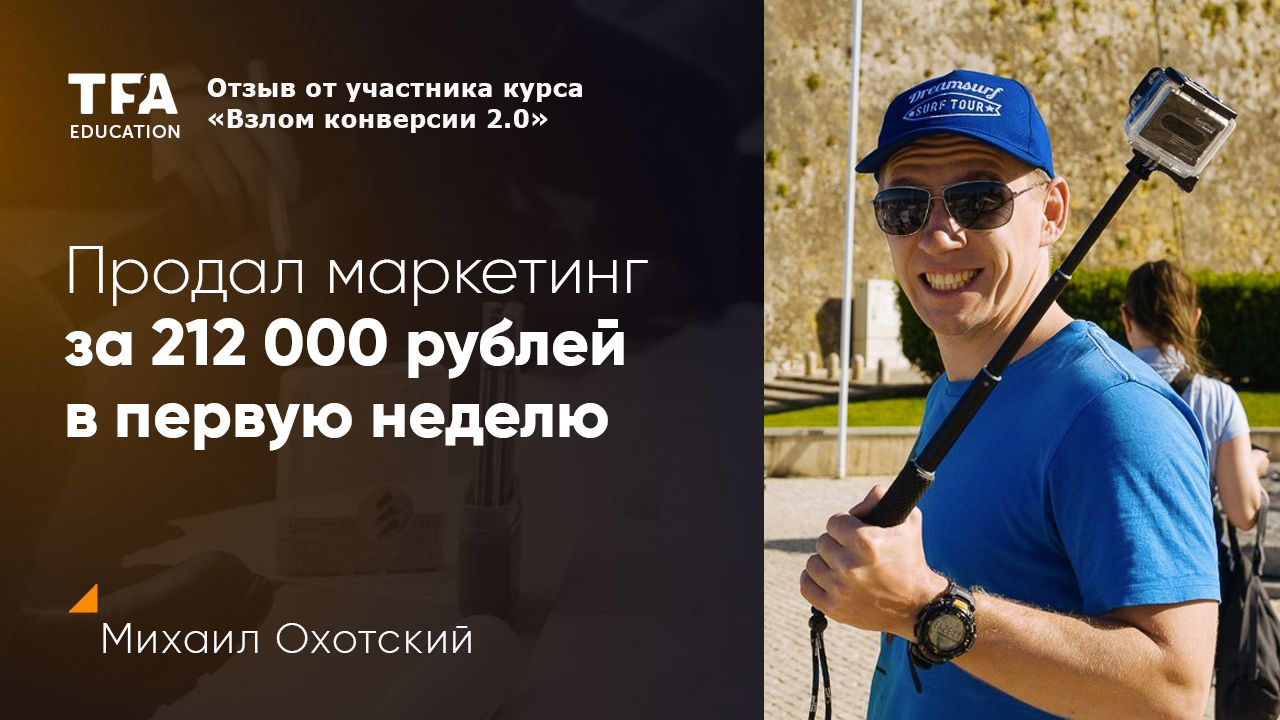 TFA
EDUCATION
Отзыв от участника курса
«Взлом конверсии 2.0»
Продал маркетинг
за 212 000 рублей
в первую неделю
Михаил Охотский
Dreamsurf
SURF TOUR